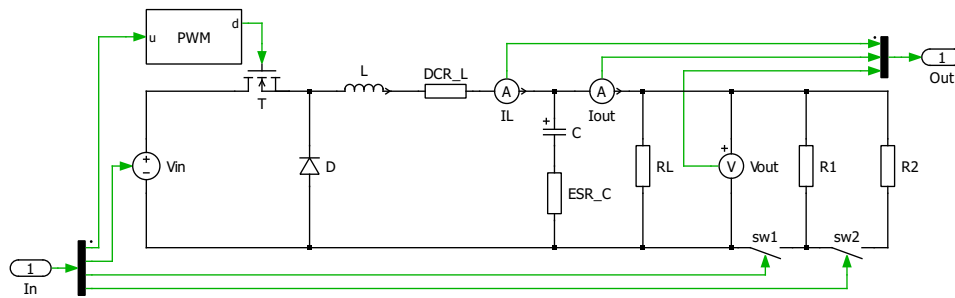 u
PWM
d
T
L
DCR_L
A
IL
A
Iout
1
Out
+
Vin
D
+
C
ESR_C
RL
+
V
Vout
R1
R2
sw1
sw2
1
In